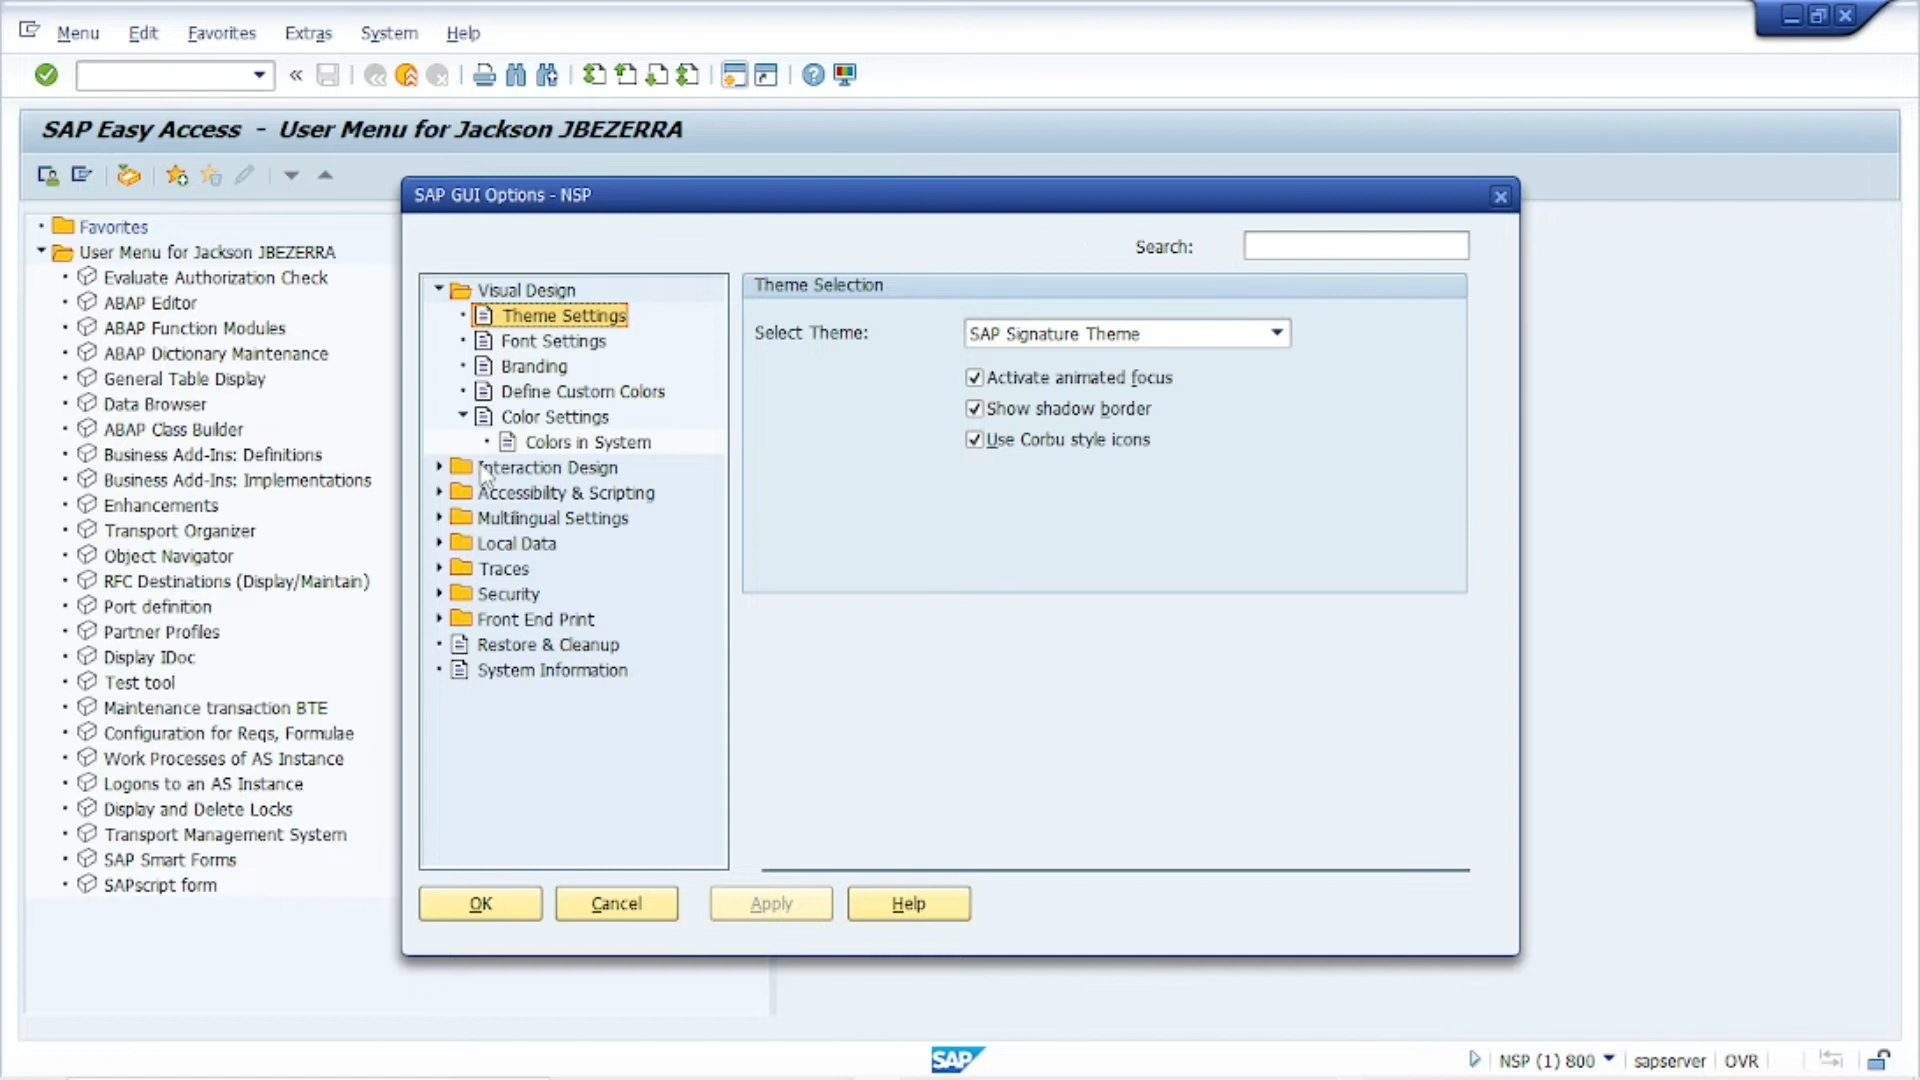 Menu Edit Favorites Extras System Help
SAP Easy Access - User Menu for Jackson JBEZERRA
SAP GUI Options - NSP
Search:
Favorites
User Menu for Jackson JBEZERRA
Evaluate Authorization Check
ABAP Editor
ABAP Function Modules
ABAP Dictionary Maintenance
General Table Display
Data Browser
ABAP Class Builder
Business Add-Ins: Definitions
Business Add-Ins: Implementations
Enhancements
Transport Organizer
Object Navigator
RFC Destinations (Display/Maintain)
Port definition
Partner Profiles
Display IDoc
Test tool
Maintenance transaction BTE
Configuration for Reqs, Formulae
Work Processes of AS Instance
Logons to an AS Instance
Display and Delete Locks
Transport Management System
SAP Smart Forms
SAPscript form
Visual Design
Theme Settings
Font Settings
Branding
Define Custom Colors
Color Settings
Colors in System
Interaction Design
Accessibility & Scripting
Multilingual Settings
Local Data
Traces
Security
Front End Print
Restore & Cleanup
System Information
Theme Selection
Select Theme: SAP Signature Theme
Activate animated focus
Show shadow border
Use Corbu style icons
OK Cancel Apply Help
SAP
NSP (1) 800 sapserver OVR